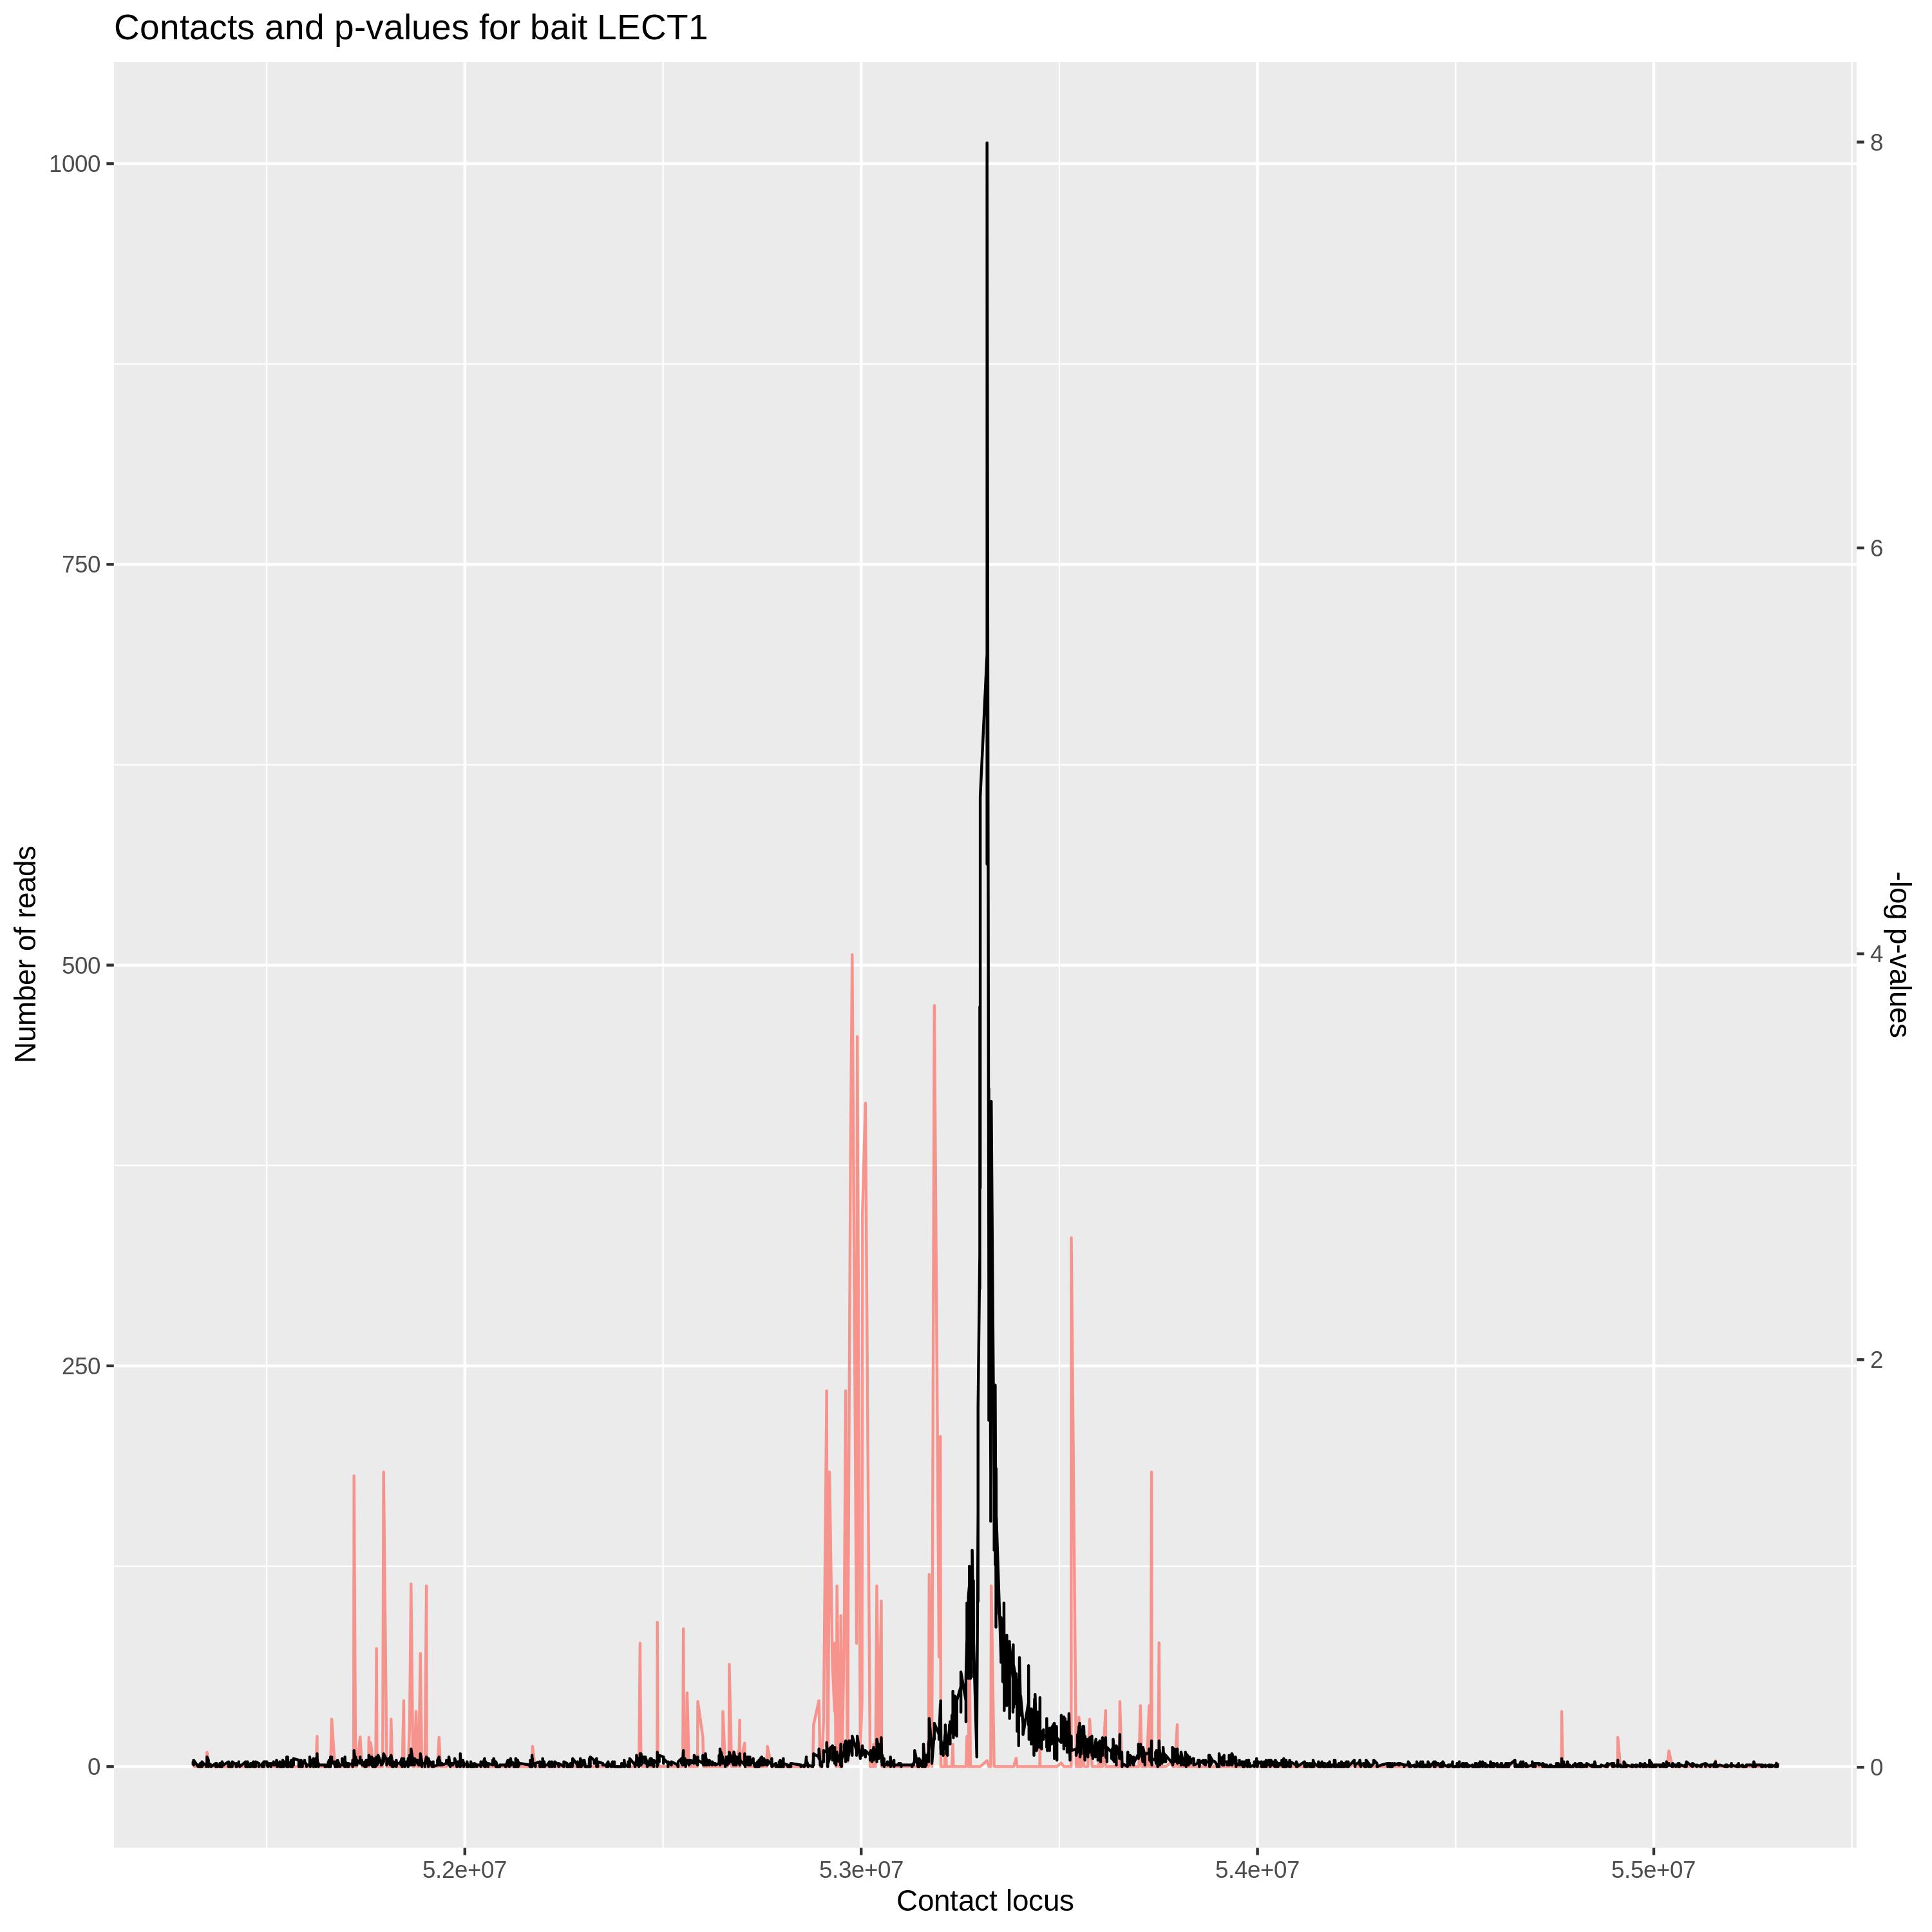 Contacts and p-values for bait LECT1
1000
750
500
250
0
Number of reads
8
6
4
2
0
-log p-values
5.2e+07
5.3e+07
5.4e+07
5.5e+07
Contact locus